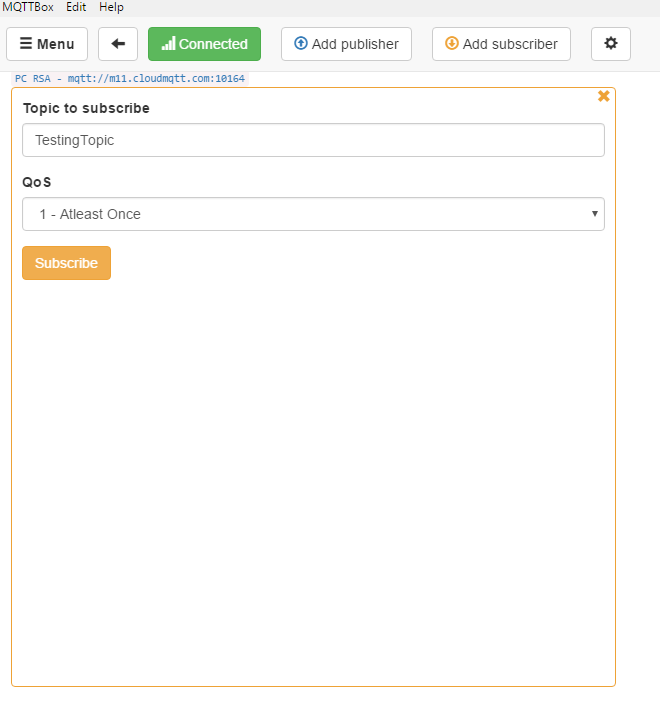 MQTTBox Edit Help
Menu Connected Add publisher Add subscriber
PC RSA - mqtt://m11.cloudmqtt.com:10164
Topic to subscribe
TestingTopic
QoS
1 - Atleast Once
Subscribe